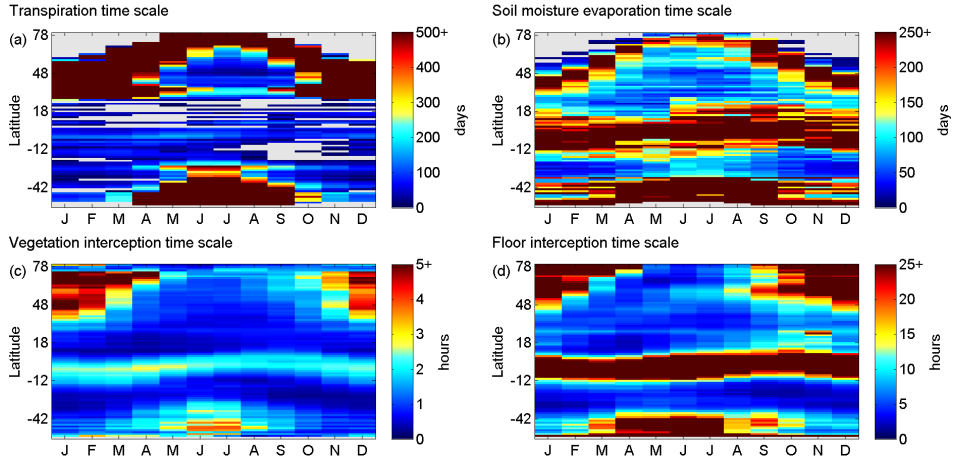 Transpiration time scale
Soil moisture evaporation time scale
(a)
78
48
18
-12
-42
Latitude
J F M A M J J A S O N D
500+
400
300
200
100
0
days
(b)
78
48
18
-12
-42
Latitude
J F M A M J J A S O N D
250+
200
150
100
50
0
days
Vegetation interception time scale
Floor interception time scale
(c)
78
48
18
-12
-42
Latitude
J F M A M J J A S O N D
5+
4
3
2
1
0
hours
(d)
78
48
18
-12
-42
Latitude
J F M A M J J A S O N D
25+
20
15
10
5
0
hours